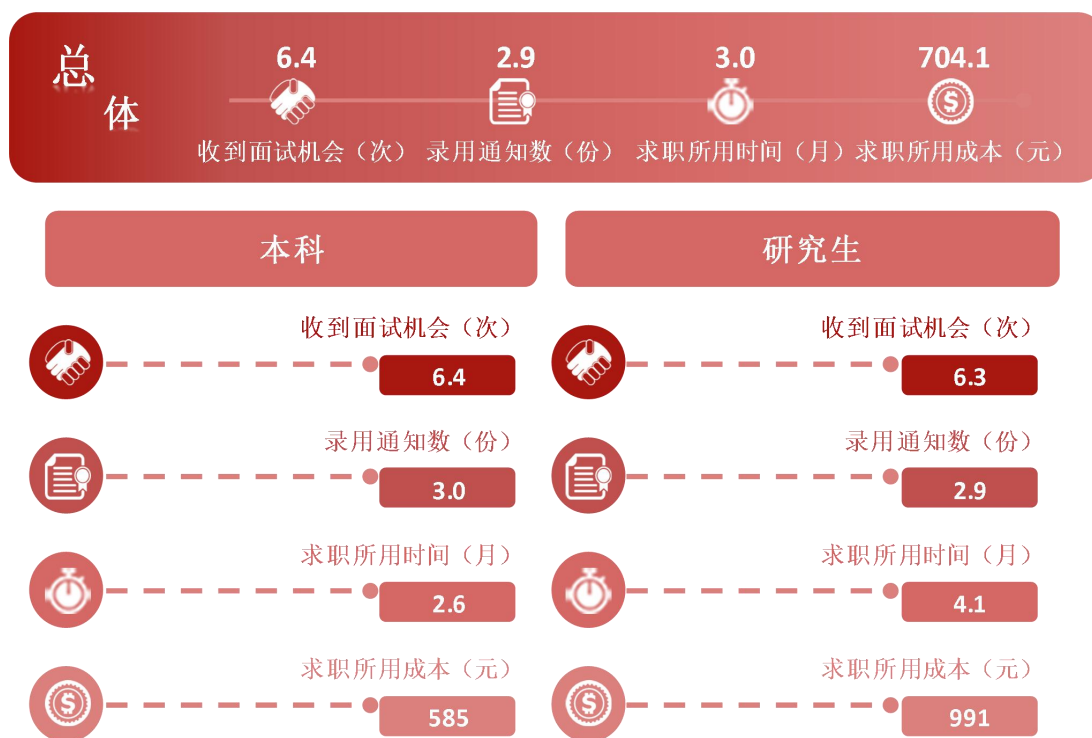 总体
6.4 2.9 3.0 704.1
收到面试机会（次） 录用通知数（份） 求职所用时间（月） 求职所用成本（元）
本科
收到面试机会（次）
6.4
录用通知数（份）
3.0
求职所用时间（月）
2.6
求职所用成本（元）
585
研究生
收到面试机会（次）
6.3
录用通知数（份）
2.9
求职所用时间（月）
4.1
求职所用成本（元）
991